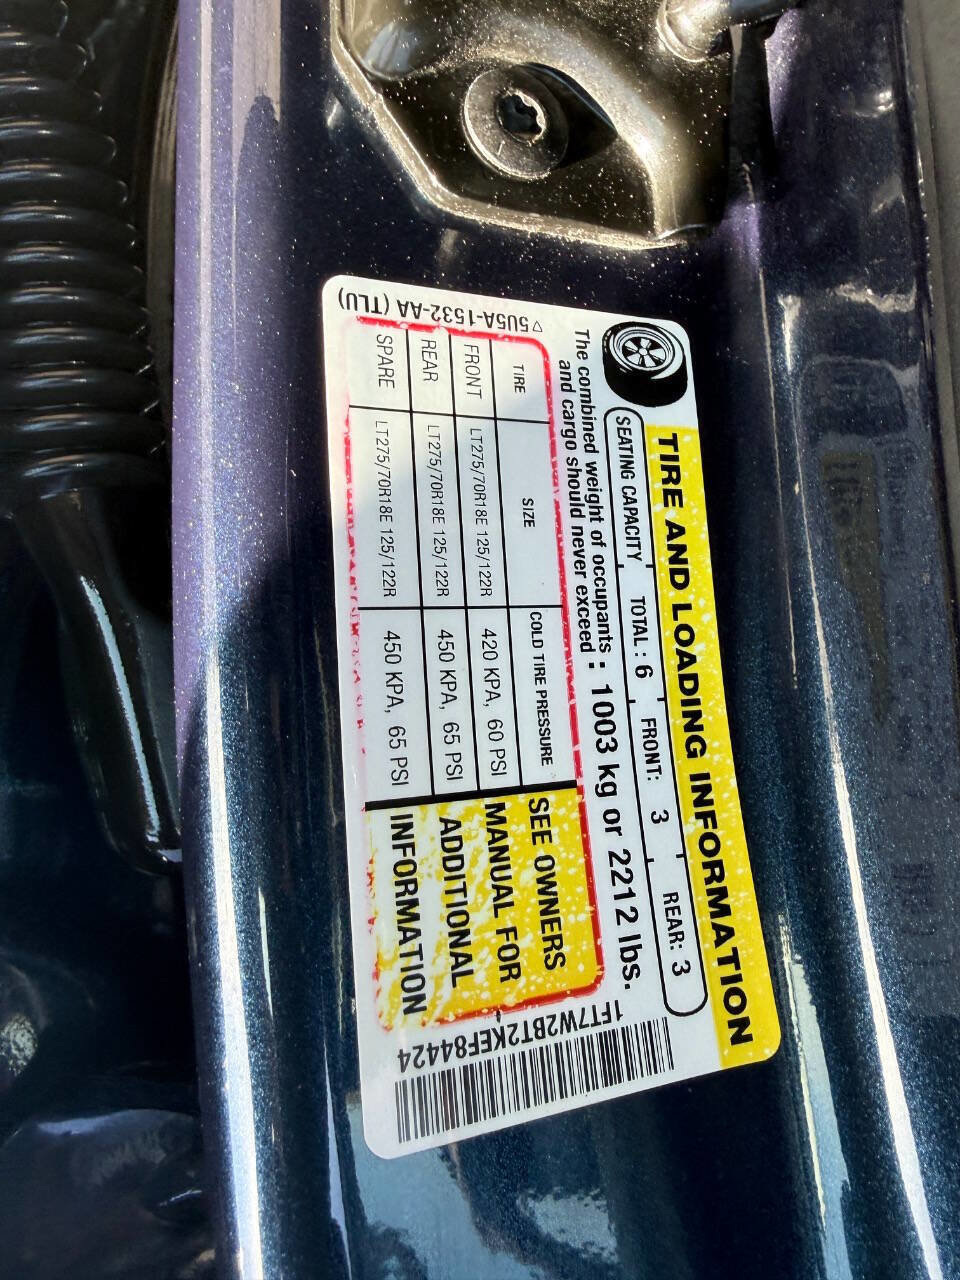 TIRE AND LOADING INFORMATION
SEATING CAPACITY TOTAL : 6 FRONT: 3 REAR: 3
The combined weight of occupants
and cargo should never exceed : 1003 kg or 2212 lbs.
TIRE SIZE COLD TIRE PRESSURE
FRONT LT275/70R18E 125/122R 420 KPA, 60 PSI
REAR LT275/70R18E 125/122R 450 KPA, 65 PSI
SPARE LT275/70R18E 125/122R 450 KPA, 65 PSI
SEE OWNERS
MANUAL FOR
ADDITIONAL
INFORMATION
▽5U5A-1532-AA (TLU)
1FT7W2BT2KEF84424